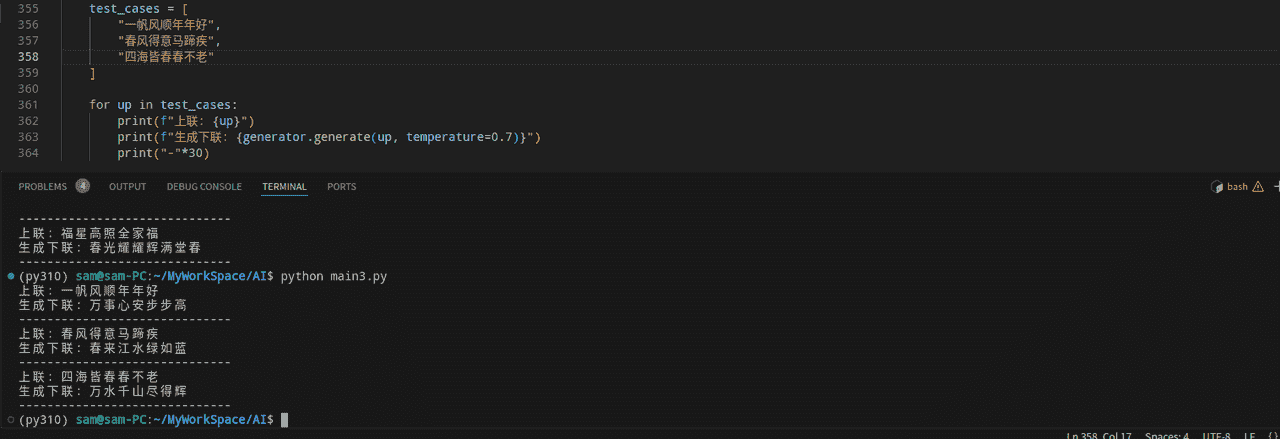 355 test_cases = [
356 "一帆风顺年年好",
357 "春风得意马蹄疾",
358 "四海皆春春不老"
359 ]
360
361 for up in test_cases:
362 print(f"上联: {up}")
363 print(f"生成下联: {generator.generate(up, temperature=0.7)}")
364 print("-"*30)
PROBLEMS 4 OUTPUT DEBUG CONSOLE TERMINAL PORTS bash
------------------------------
上联: 福星高照全家福
生成下联: 春光耀耀辉满堂春
------------------------------
(py310) sam@sam-PC:~/MyWorkSpace/AI$ python main3.py
上联: 一帆风顺年年好
生成下联: 万事心安步步高
------------------------------
上联: 春风得意马蹄疾
生成下联: 春来江水绿如蓝
------------------------------
上联: 四海皆春春不老
生成下联: 万水千山尽得辉
------------------------------
(py310) sam@sam-PC:~/MyWorkSpace/AI$
Ln 358, Col 17 Spaces: 4 UTF-8 LF {}